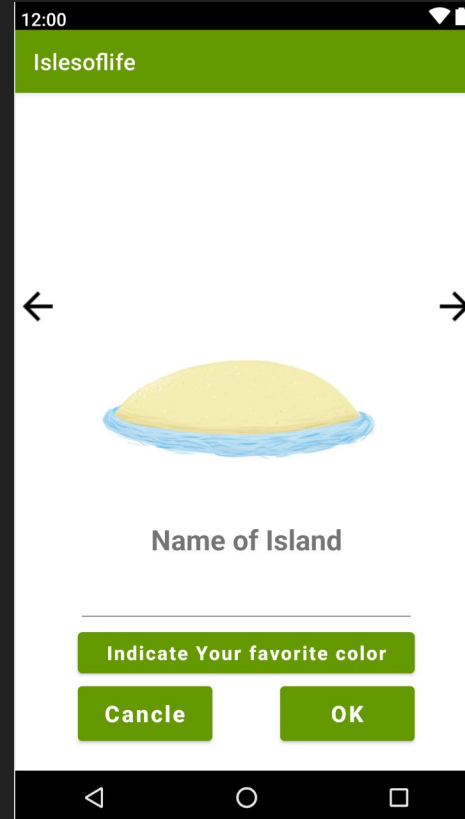 12:00
Islesoflife
Name of Island
Indicate Your favorite color
Cancle
OK